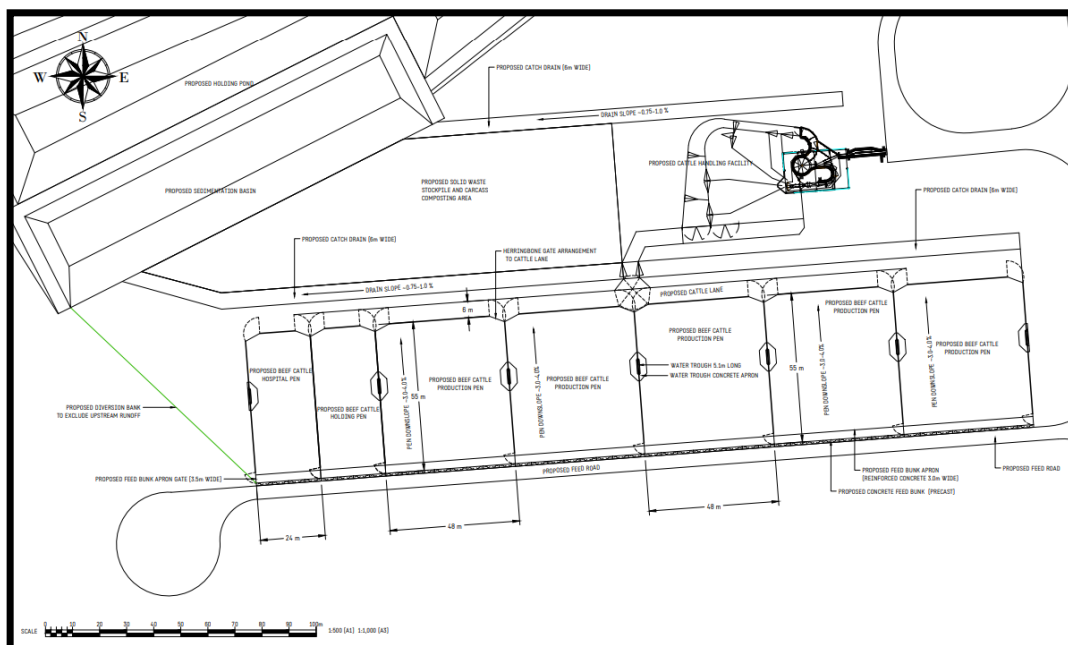 N
W
E
S
PROPOSED HOLDING POND
PROPOSED CATCH DRAIN (6m WIDE)
DRAIN SLOPE ~0.75-1.0 %
PROPOSED CATTLE HANDLING FACILITY
PROPOSED SEDIMENTATION BASIN
PROPOSED SOLID WASTE
STOCKPILE AND CARCASS
COMPOSTING AREA
PROPOSED CATCH DRAIN (6m WIDE)
PROPOSED CATCH DRAIN (6m WIDE)
HERRINGBONE GATE ARRANGEMENT
TO CATTLE LANE
DRAIN SLOPE ~0.75-1.0 %
PROPOSED CATTLE LANE
6 m
PROPOSED BEEF CATTLE
HOSPITAL PEN
PROPOSED BEEF CATTLE
HOLDING PEN
PEN DOWNSLOPE ~3.0-4.0%
55 m
PROPOSED BEEF CATTLE
PRODUCTION PEN
PEN DOWNSLOPE ~3.0-4.0%
PROPOSED BEEF CATTLE
PRODUCTION PEN
PROPOSED BEEF CATTLE
PRODUCTION PEN
WATER TROUGH 5.1m LONG
WATER TROUGH CONCRETE APRON
55 m
PEN DOWNSLOPE ~3.0-4.0%
PROPOSED BEEF CATTLE
PRODUCTION PEN
PEN DOWNSLOPE ~3.0-4.0%
PROPOSED BEEF CATTLE
PRODUCTION PEN
PROPOSED DIVERSION BANK
TO EXCLUDE UPSTREAM RUNOFF
PROPOSED FEED BUNK APRON GATE (3.5m WIDE)
PROPOSED FEED ROAD
PROPOSED FEED BUNK APRON
(REINFORCED CONCRETE 3.0m WIDE)
PROPOSED FEED ROAD
PROPOSED CONCRETE FEED BUNK (PRECAST)
24 m
48 m
48 m
SCALE
0 10 20 30 40 50 60 70 80 90 100m
1:500 (A1) 1:1,000 (A3)